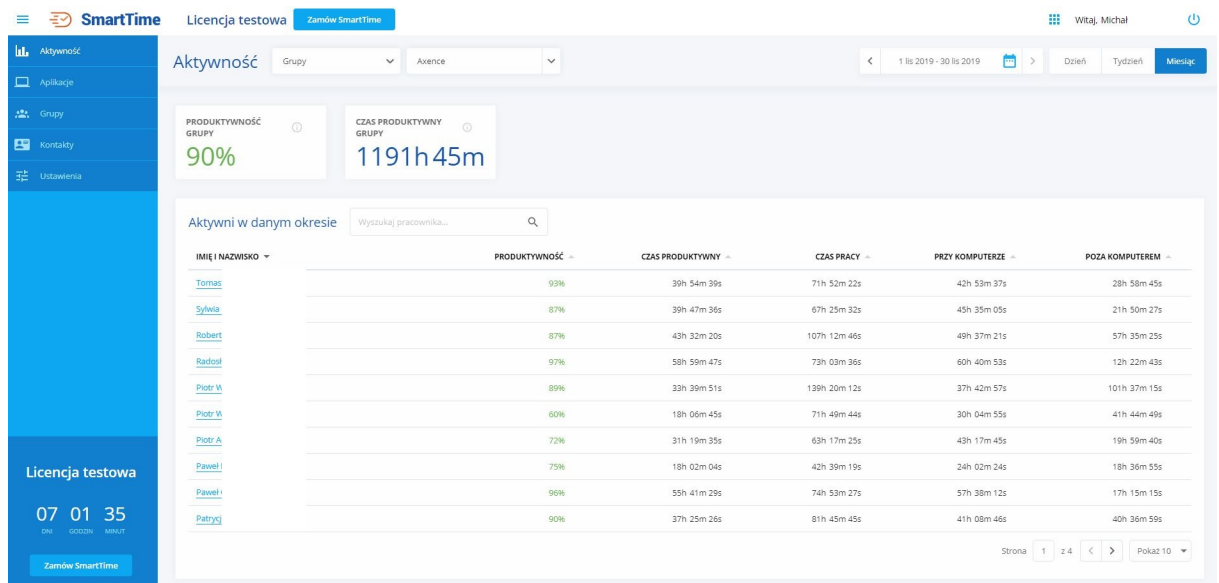 SmartTime Licencja testowa Zamów SmartTime Witaj, Michał
Aktywność
Aplikacje
Grupy
Kontakty
Ustawienia
Aktywność Grupy Axence 1 lis 2019 - 30 lis 2019 Dzień Tydzień Miesiąc
PRODUKTYWNOŚĆ
GRUPY
90%
CZAS PRODUKTYWNY
GRUPY
1191h 45m
Aktywni w danym okresie Wyszukaj pracownika...
IMIĘ I NAZWISKO PRODUKTYWNOŚĆ CZAS PRODUKTYWNY CZAS PRACY PRZY KOMPUTERZE POZA KOMPUTEREM
Tomas 93% 39h 54m 39s 71h 52m 22s 42h 53m 37s 28h 58m 45s
Sylwia 87% 39h 47m 36s 67h 25m 32s 45h 35m 05s 21h 50m 27s
Robert 87% 43h 32m 20s 107h 12m 46s 49h 37m 21s 57h 35m 25s
Radosł 97% 58h 59m 47s 73h 03m 36s 60h 40m 53s 12h 22m 43s
Piotr W 89% 33h 39m 51s 139h 20m 12s 37h 42m 57s 101h 37m 15s
Piotr W 60% 18h 06m 45s 71h 49m 44s 30h 04m 55s 41h 44m 49s
Piotr A 72% 31h 19m 35s 63h 17m 25s 43h 17m 45s 19h 59m 40s
Paweł 75% 18h 02m 04s 42h 39m 19s 24h 02m 24s 18h 36m 55s
Paweł 96% 55h 41m 29s 74h 53m 27s 57h 38m 12s 17h 15m 15s
Patrycj 90% 37h 25m 26s 81h 45m 45s 41h 08m 46s 40h 36m 59s
Strona 1 z 4 Pokaż 10
Licencja testowa
07 01 35
DNI GODZIN MINUT
Zamów SmartTime